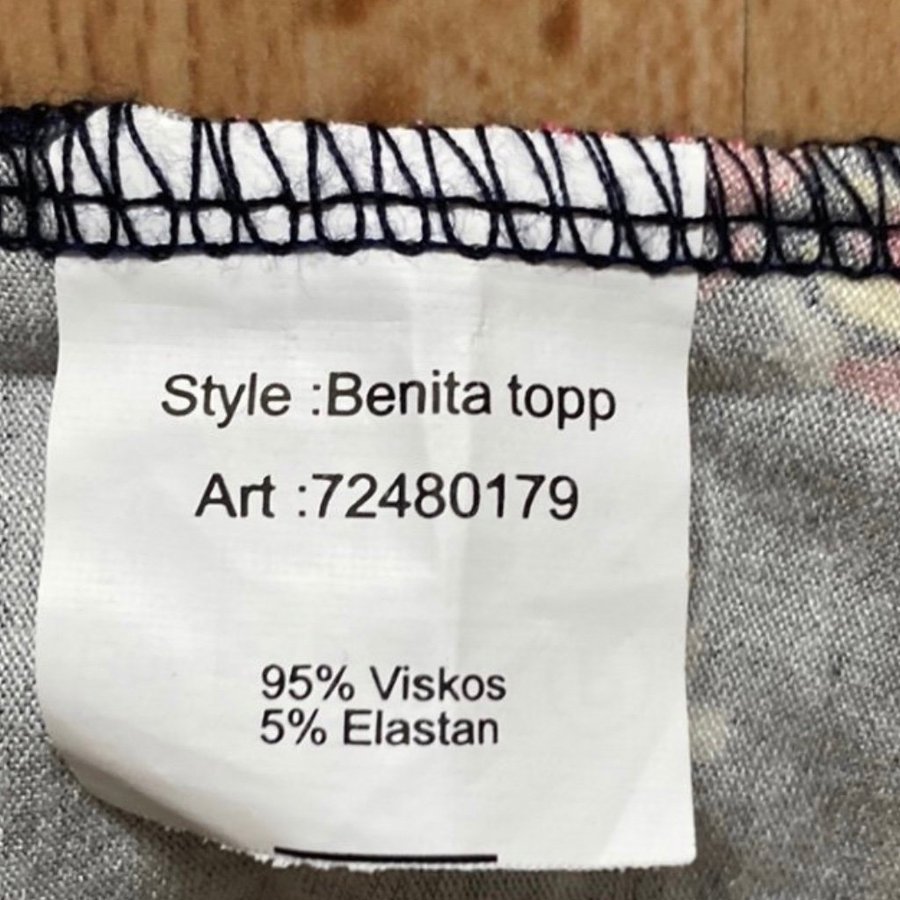 Style :Benita topp
Art :72480179
95% Viskos
5% Elastan